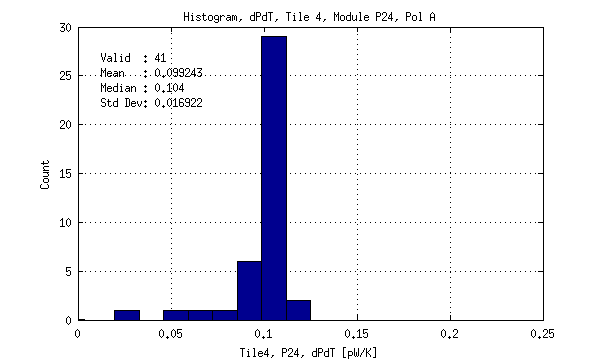 Histogram, dPdT, Tile 4, Module P24, Pol A
30
25
20
15
10
5
0
Count
Valid : 41
Mean : 0.099243
Median : 0.104
Std Dev: 0.016922
0 0.05 0.1 0.15 0.2 0.25
Tile4, P24, dPdT [pW/K]